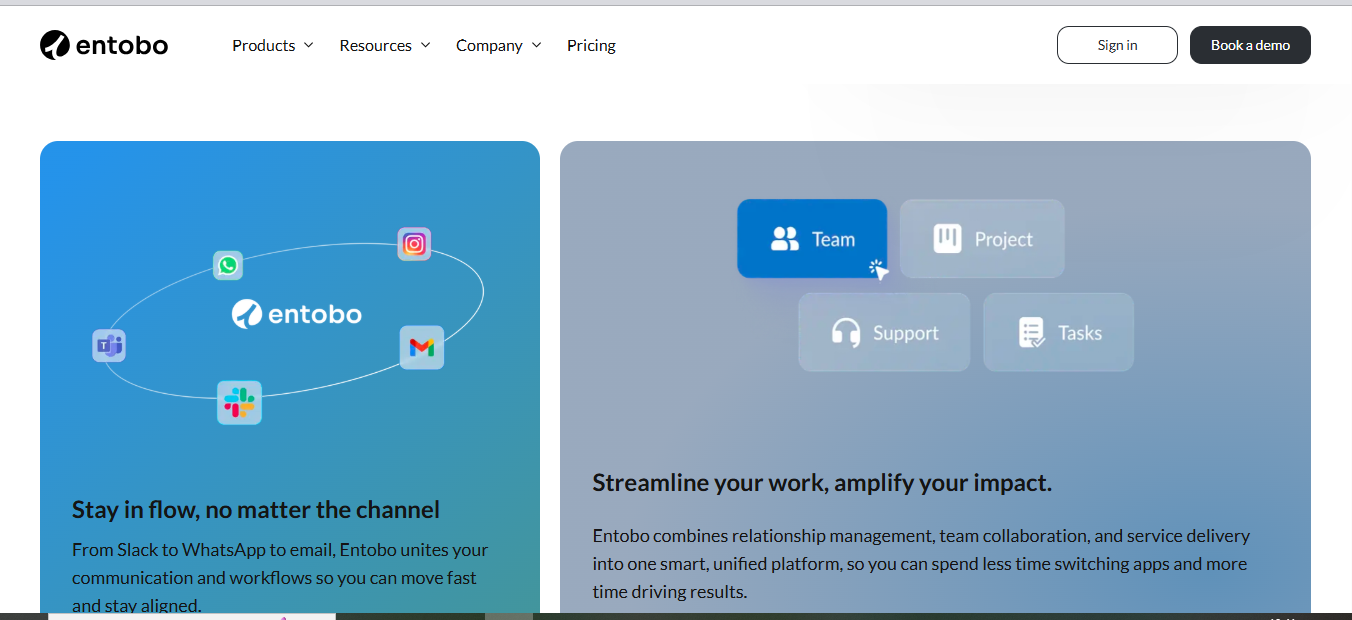 entobo
Products
Resources
Company
Pricing
Sign in
Book a demo
entobo
Stay in flow, no matter the channel
From Slack to WhatsApp to email, Entobo unites your
communication and workflows so you can move fast
and stay aligned.
Team
Project
Support
Tasks
Streamline your work, amplify your impact.
Entobo combines relationship management, team collaboration, and service delivery
into one smart, unified platform, so you can spend less time switching apps and more
time driving results.